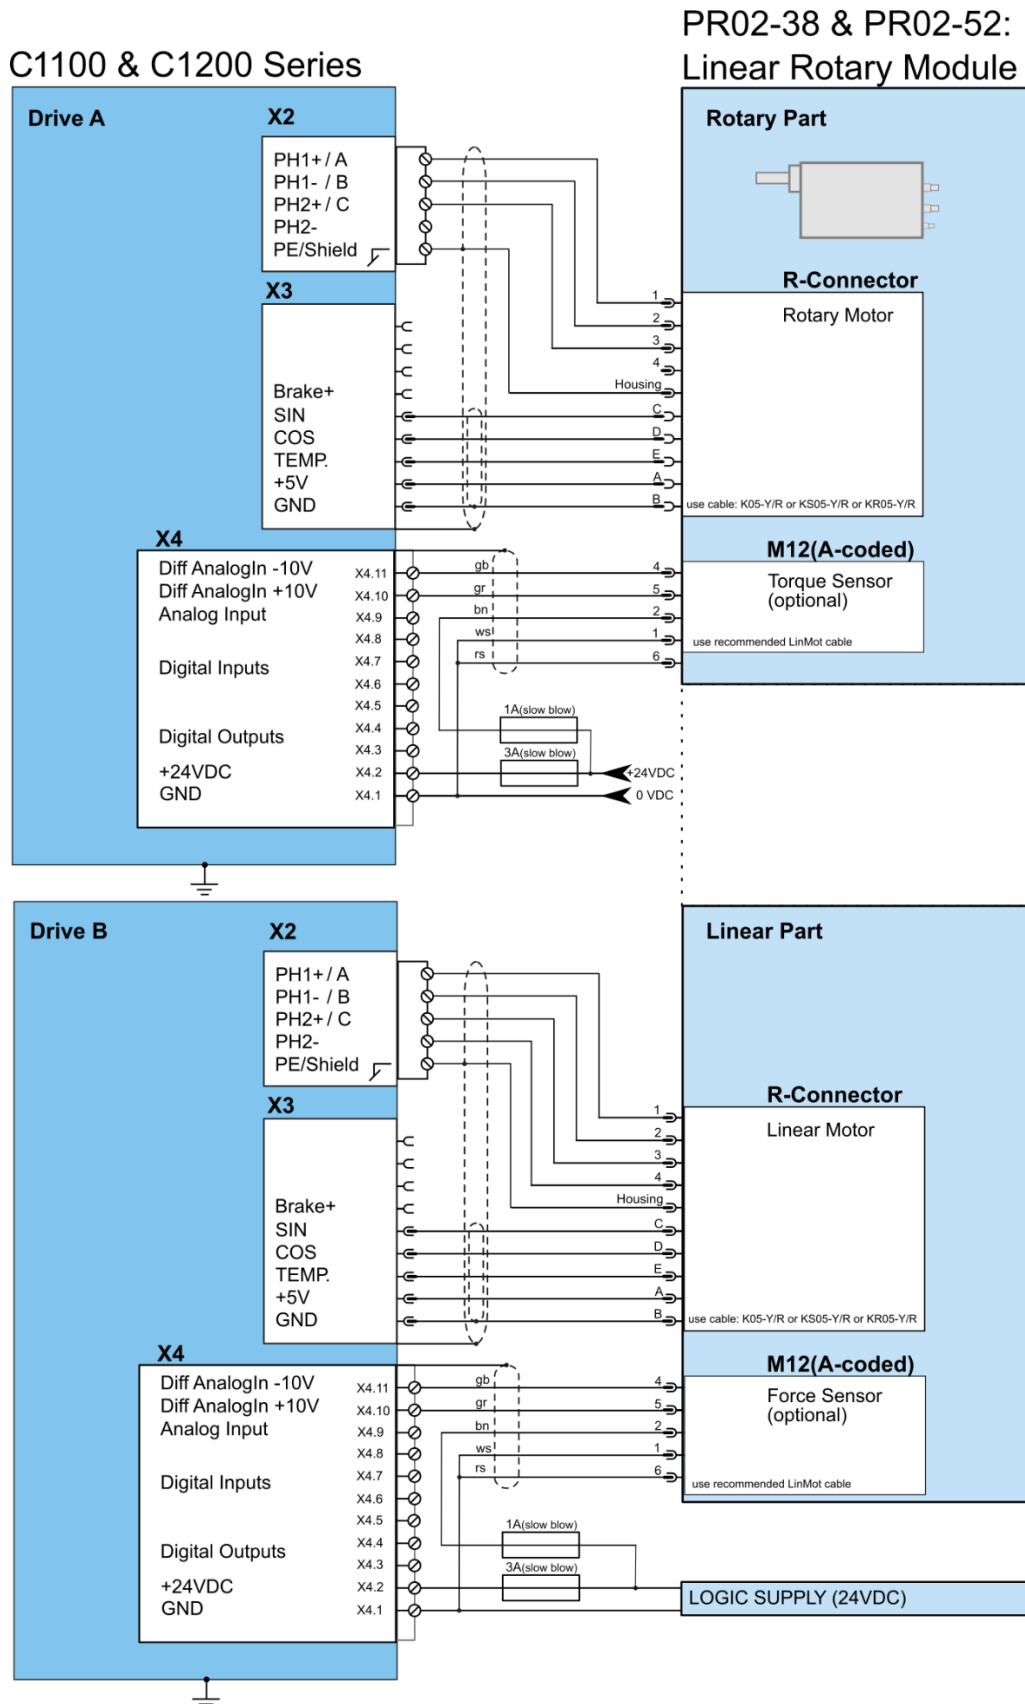 PR02-38 & PR02-52:
C1100 & C1200 Series
Linear Rotary Module
Drive A
X2
PH1+ / A
PH1- / B
PH2+ / C
PH2-
PE/Shield
X3
Brake+
SIN
COS
TEMP.
+5V
GND
X4
Diff AnalogIn -10V
Diff AnalogIn +10V
Analog Input
Digital Inputs
Digital Outputs
+24VDC
GND
X4.11
X4.10
X4.9
X4.8
X4.7
X4.6
X4.5
X4.4
X4.3
X4.2
X4.1
gb
gr
bn
ws
rs
1A(slow blow)
3A(slow blow)
+24VDC
0 VDC
Rotary Part
R-Connector
Rotary Motor
1
2
3
4
Housing
C
D
E
A
B
use cable: K05-Y/R or KS05-Y/R or KR05-Y/R
M12(A-coded)
Torque Sensor
(optional)
4
5
2
1
6
use recommended LinMot cable
Drive B
X2
PH1+ / A
PH1- / B
PH2+ / C
PH2-
PE/Shield
X3
Brake+
SIN
COS
TEMP.
+5V
GND
X4
Diff AnalogIn -10V
Diff AnalogIn +10V
Analog Input
Digital Inputs
Digital Outputs
+24VDC
GND
X4.11
X4.10
X4.9
X4.8
X4.7
X4.6
X4.5
X4.4
X4.3
X4.2
X4.1
gb
gr
bn
ws
rs
1A(slow blow)
3A(slow blow)
Linear Part
R-Connector
Linear Motor
1
2
3
4
Housing
C
D
E
A
B
use cable: K05-Y/R or KS05-Y/R or KR05-Y/R
M12(A-coded)
Force Sensor
(optional)
4
5
2
1
6
use recommended LinMot cable
LOGIC SUPPLY (24VDC)